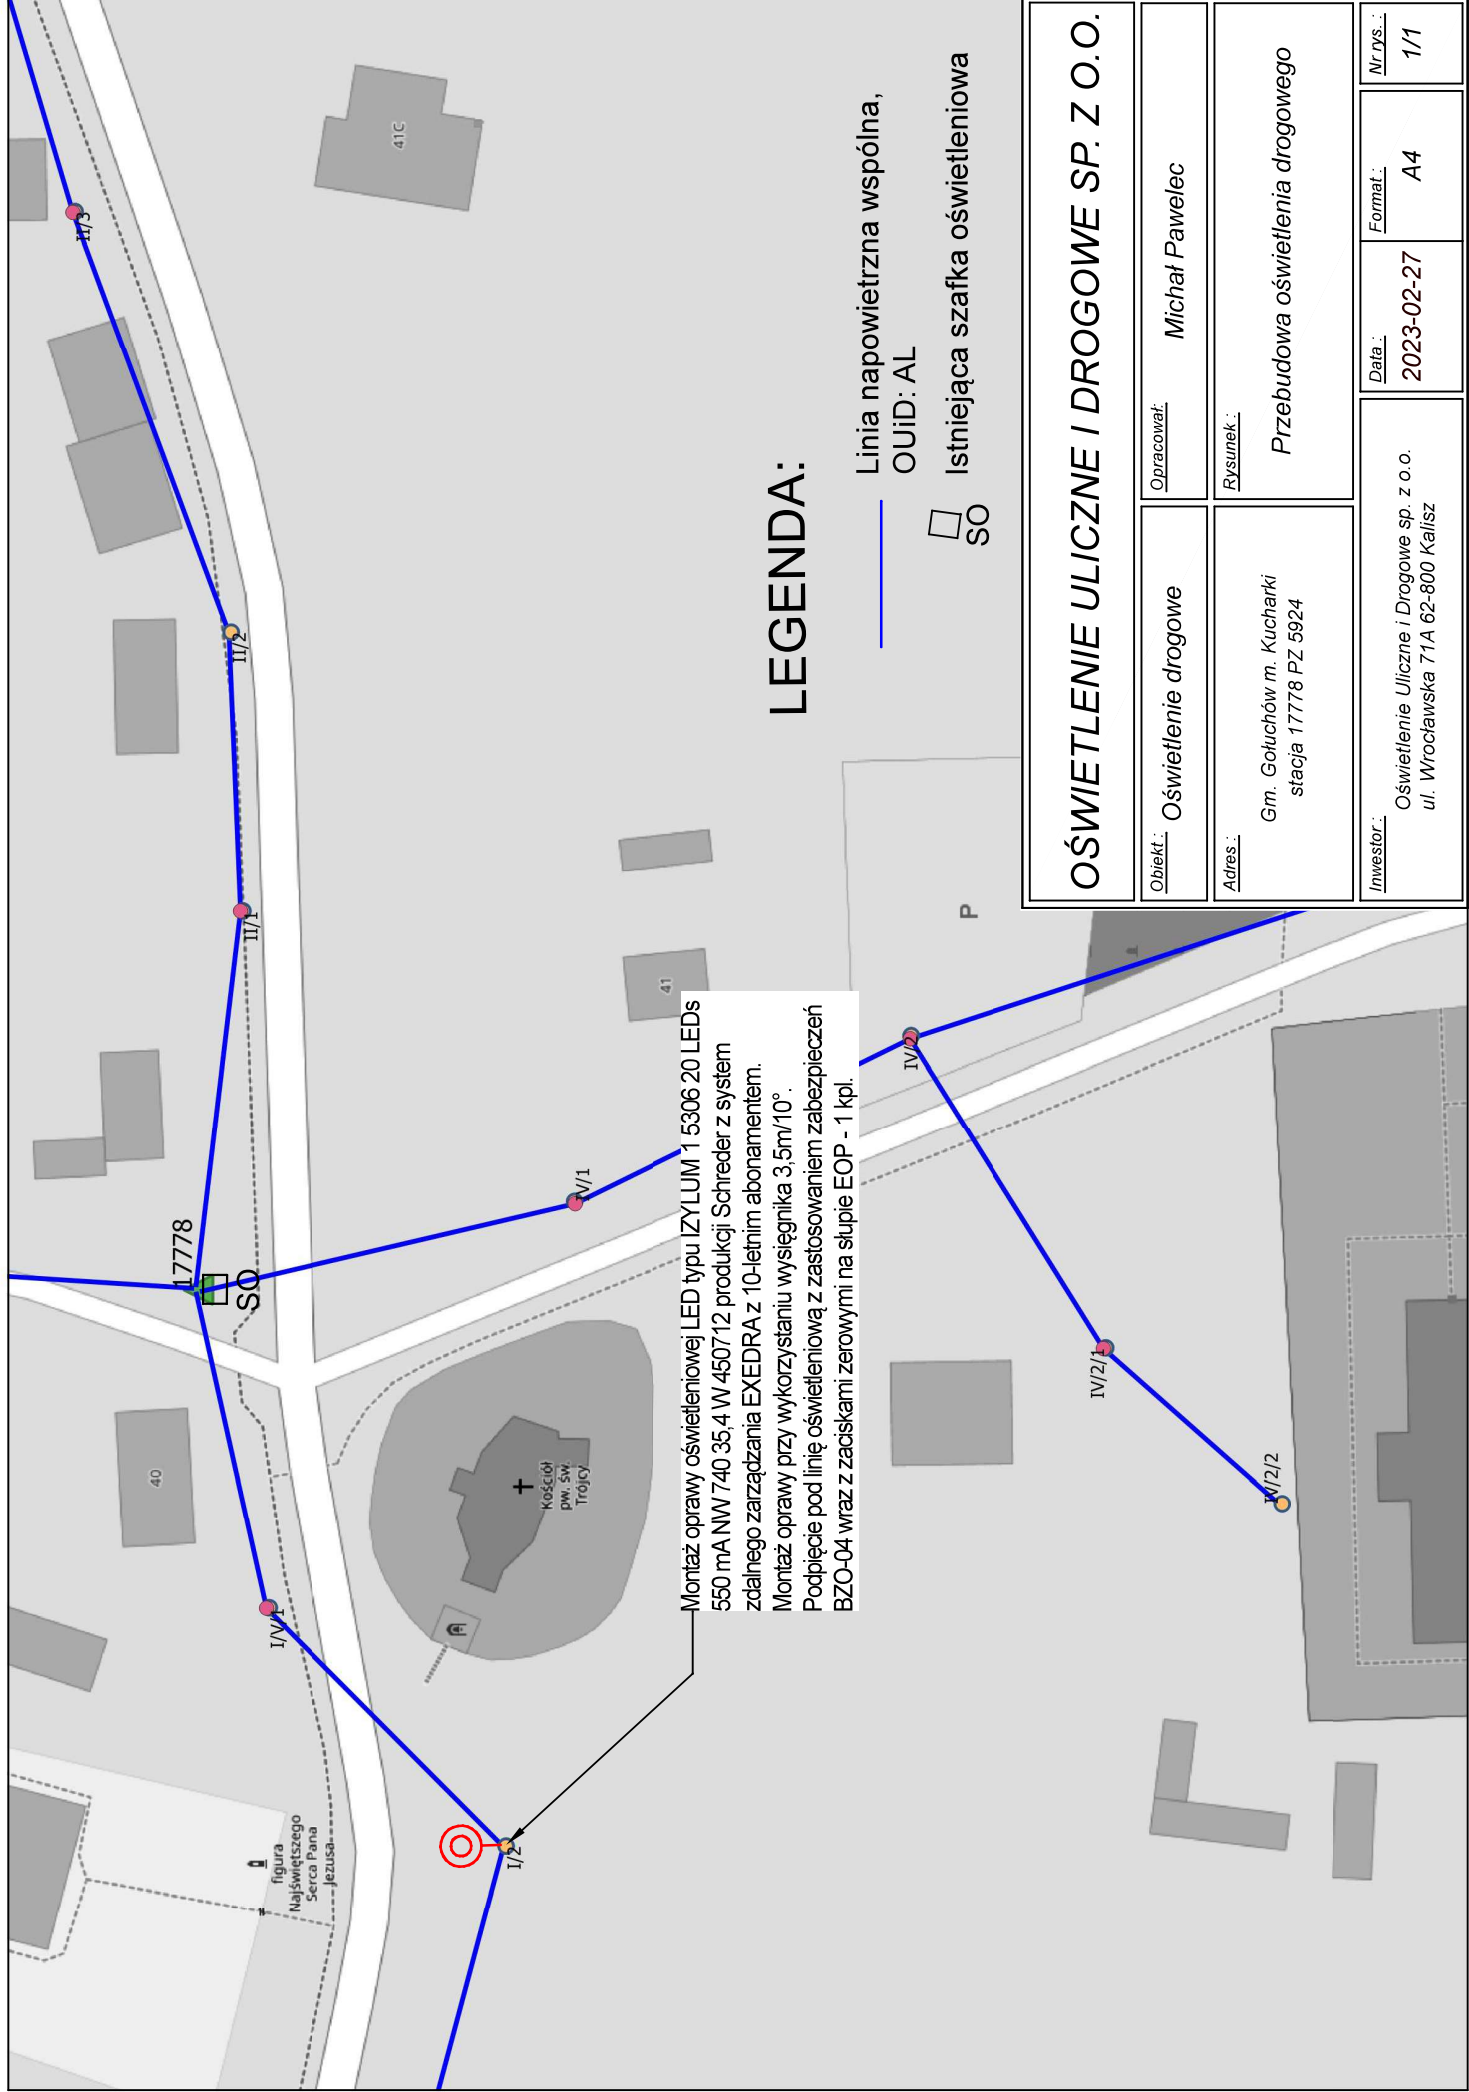 II/3
41C
II/2
II/1
17778
SO
41
P
IV/1
IV/2
40
I/V/1
Kościół
pw. św.
Trójcy
IV/2/1
IV/2/2
figura
Najświętszego
Serca Pana
Jezusa
I/2
Montaż oprawy oświetleniowej LED typu IZYLUM 1 5306 20 LEDs
550 mA NW 740 35,4 W 450712 produkcji Schreder z system
zdalnego zarządzania EXEDRA z 10-letnim abonamentem.
Montaż oprawy przy wykorzystaniu wysięgnika 3,5m/10°.
Podpięcie pod linię oświetleniową z zastosowaniem zabezpieczeń
BZO-04 wraz z zaciskami zerowymi na słupie EOP - 1 kpl.
LEGENDA:
Linia napowietrzna wspólna,
OUiD: AL
SO
Istniejąca szafka oświetleniowa
OŚWIETLENIE ULICZNE I DROGOWE SP. Z O.O.
Obiekt :
Oświetlenie drogowe
Opracował:
Michał Pawelec
Adres :
Gm. Gołuchów m. Kucharki
stacja 17778 PZ 5924
Rysunek :
Przebudowa oświetlenia drogowego
Inwestor :
Oświetlenie Uliczne i Drogowe sp. z o.o.
ul. Wrocławska 71A 62-800 Kalisz
Data :
2023-02-27
Format :
A4
Nr rys. :
1/1